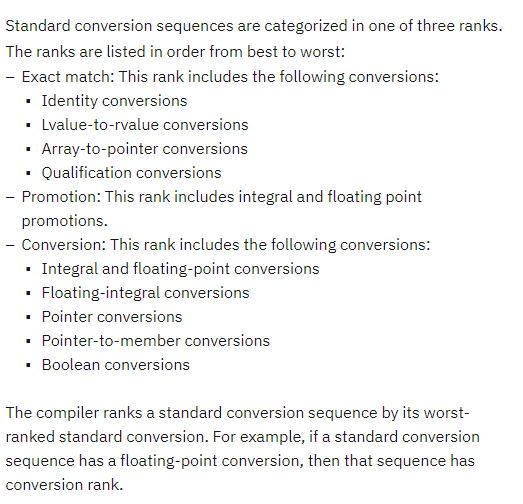 Standard conversion sequences are categorized in one of three ranks.
The ranks are listed in order from best to worst:
– Exact match: This rank includes the following conversions:
▪ Identity conversions
▪ Lvalue-to-rvalue conversions
▪ Array-to-pointer conversions
▪ Qualification conversions
– Promotion: This rank includes integral and floating point
promotions.
– Conversion: This rank includes the following conversions:
▪ Integral and floating-point conversions
▪ Floating-integral conversions
▪ Pointer conversions
▪ Pointer-to-member conversions
▪ Boolean conversions
The compiler ranks a standard conversion sequence by its worst-
ranked standard conversion. For example, if a standard conversion
sequence has a floating-point conversion, then that sequence has
conversion rank.